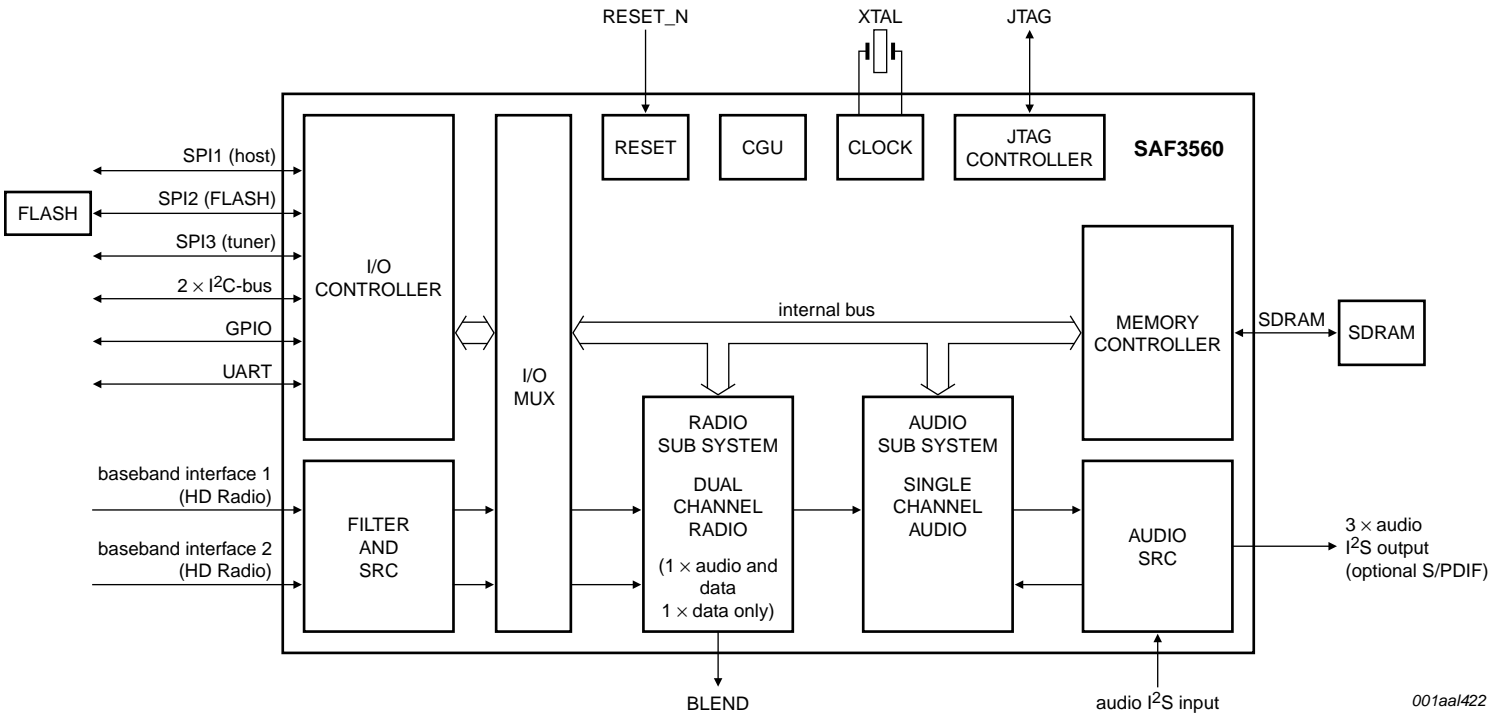 RESET_N
XTAL
JTAG
RESET
CGU
CLOCK
JTAG
CONTROLLER
SAF3560
SPI1 (host)
SPI2 (FLASH)
FLASH
SPI3 (tuner)
2 × I²C-bus
GPIO
UART
I/O
CONTROLLER
I/O
MUX
internal bus
MEMORY
CONTROLLER
SDRAM
SDRAM
baseband interface 1
(HD Radio)
baseband interface 2
(HD Radio)
FILTER
AND
SRC
RADIO
SUB SYSTEM
DUAL
CHANNEL
RADIO
(1 × audio and
data
1 × data only)
AUDIO
SUB SYSTEM
SINGLE
CHANNEL
AUDIO
AUDIO
SRC
3 × audio
I²S output
(optional S/PDIF)
BLEND
audio I²S input
001aal422